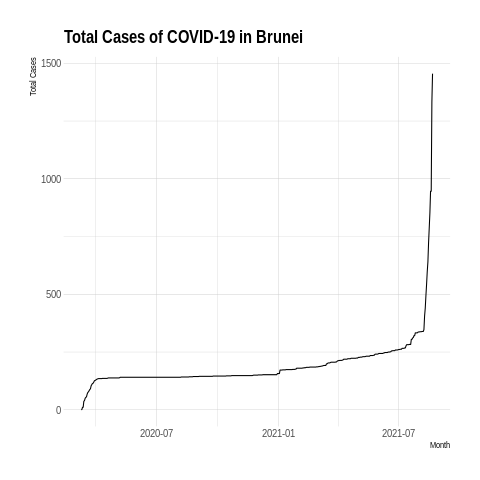 Total Cases of COVID-19 in Brunei
Total Cases
1500
1000
500
0
2020-07
2021-01
2021-07
Month